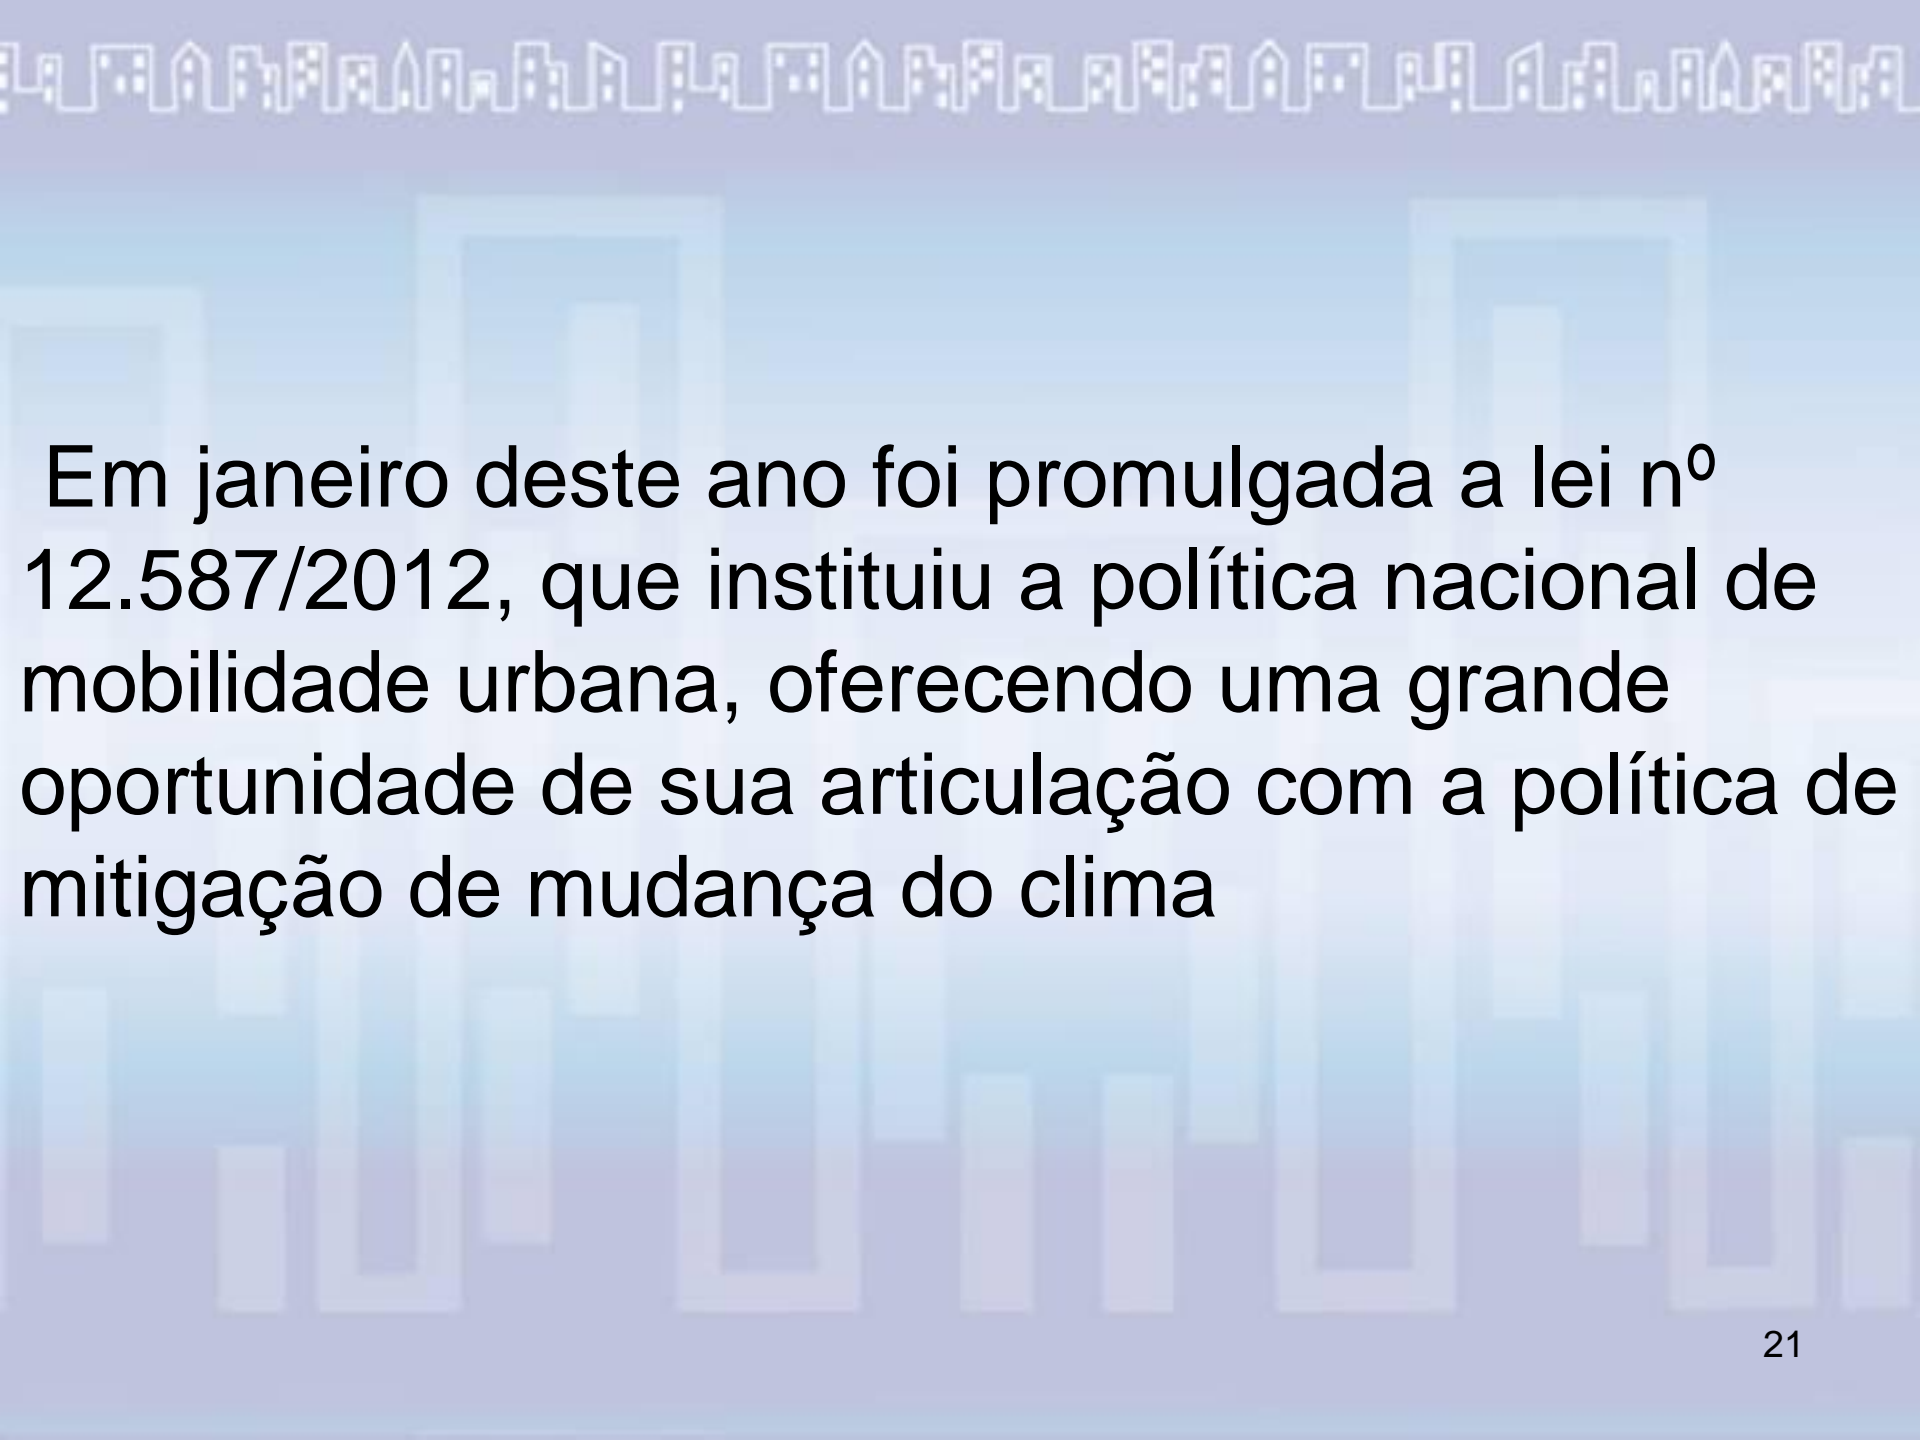 Em janeiro deste ano foi promulgada a lei nº
12.587/2012, que instituiu a política nacional de
mobilidade urbana, oferecendo uma grande
oportunidade de sua articulação com a política de
mitigação de mudança do clima
21